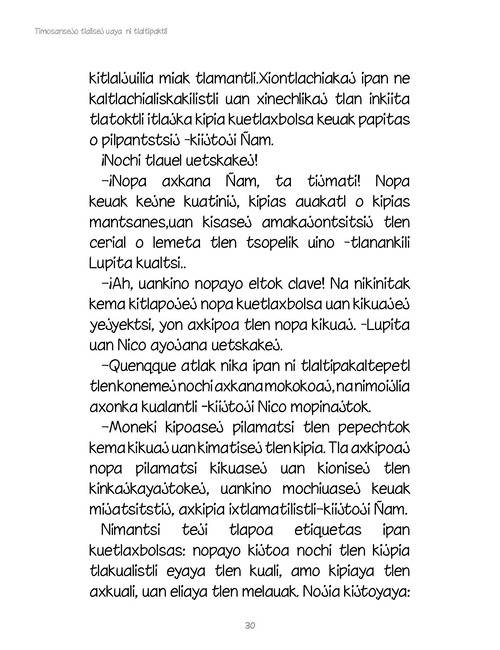 Timosansejo tlalisej uaya ni tlaltipaktli
kitlaljuilia miak tlamantli.Xiontlachiakaj ipan ne
kaltlachialiskakilistli uan xinechlikaj tlan inkiita
tlatoktli itlajka kipia kuetlaxbolsa keuak papitas
o pilpantstsij -kiijtoji Ñam.
¡Nochi tlauel uetskakej!
–¡Nopa axkana Ñam, ta tijmati! Nopa
keuak kejne kuatinij, kipias auakatl o kipias
mantsanes,uan kisasej amakajontsitsij tlen
cerial o lemeta tlen tsopelik uino -tlanankili
Lupita kualtsi..
–¡Ah, uankino nopayo eltok clave! Na nikinitak
kema kitlapojej nopa kuetlaxbolsa uan kikuajej
yejyektsi, yon axkipoa tlen nopa kikuaj. -Lupita
uan Nico ayojana uetskakej.
–Quenqque atlak nika ipan ni tlaltipakaltepetl
tlen konemej nochi axkana mokokoaj, na nimoijlia
axonka kualantli -kiijtoji Nico mopinajtok.
–Moneki kipoasej pilamatsi tlen pepechtok
kema kikuaj uan kimatisej tlen kipia. Tla axkipoaj
nopa pilamatsi kikuasej uan kionisej tlen
kinkajkayajtokej, uankino mochiuasej keuak
mijatsitstij, axkipia ixtlamatilistli-kiijtoji Ñam.
Nimantsi teji tlapoa etiquetas ipan
kuetlaxbolsas: nopayo kijtoa nochi tlen kijpia
tlakualistli eyaya tlen kuali, amo kipiaya tlen
axkuali, uan eliaya tlen melauak. Nojia kijtoyaya:
30